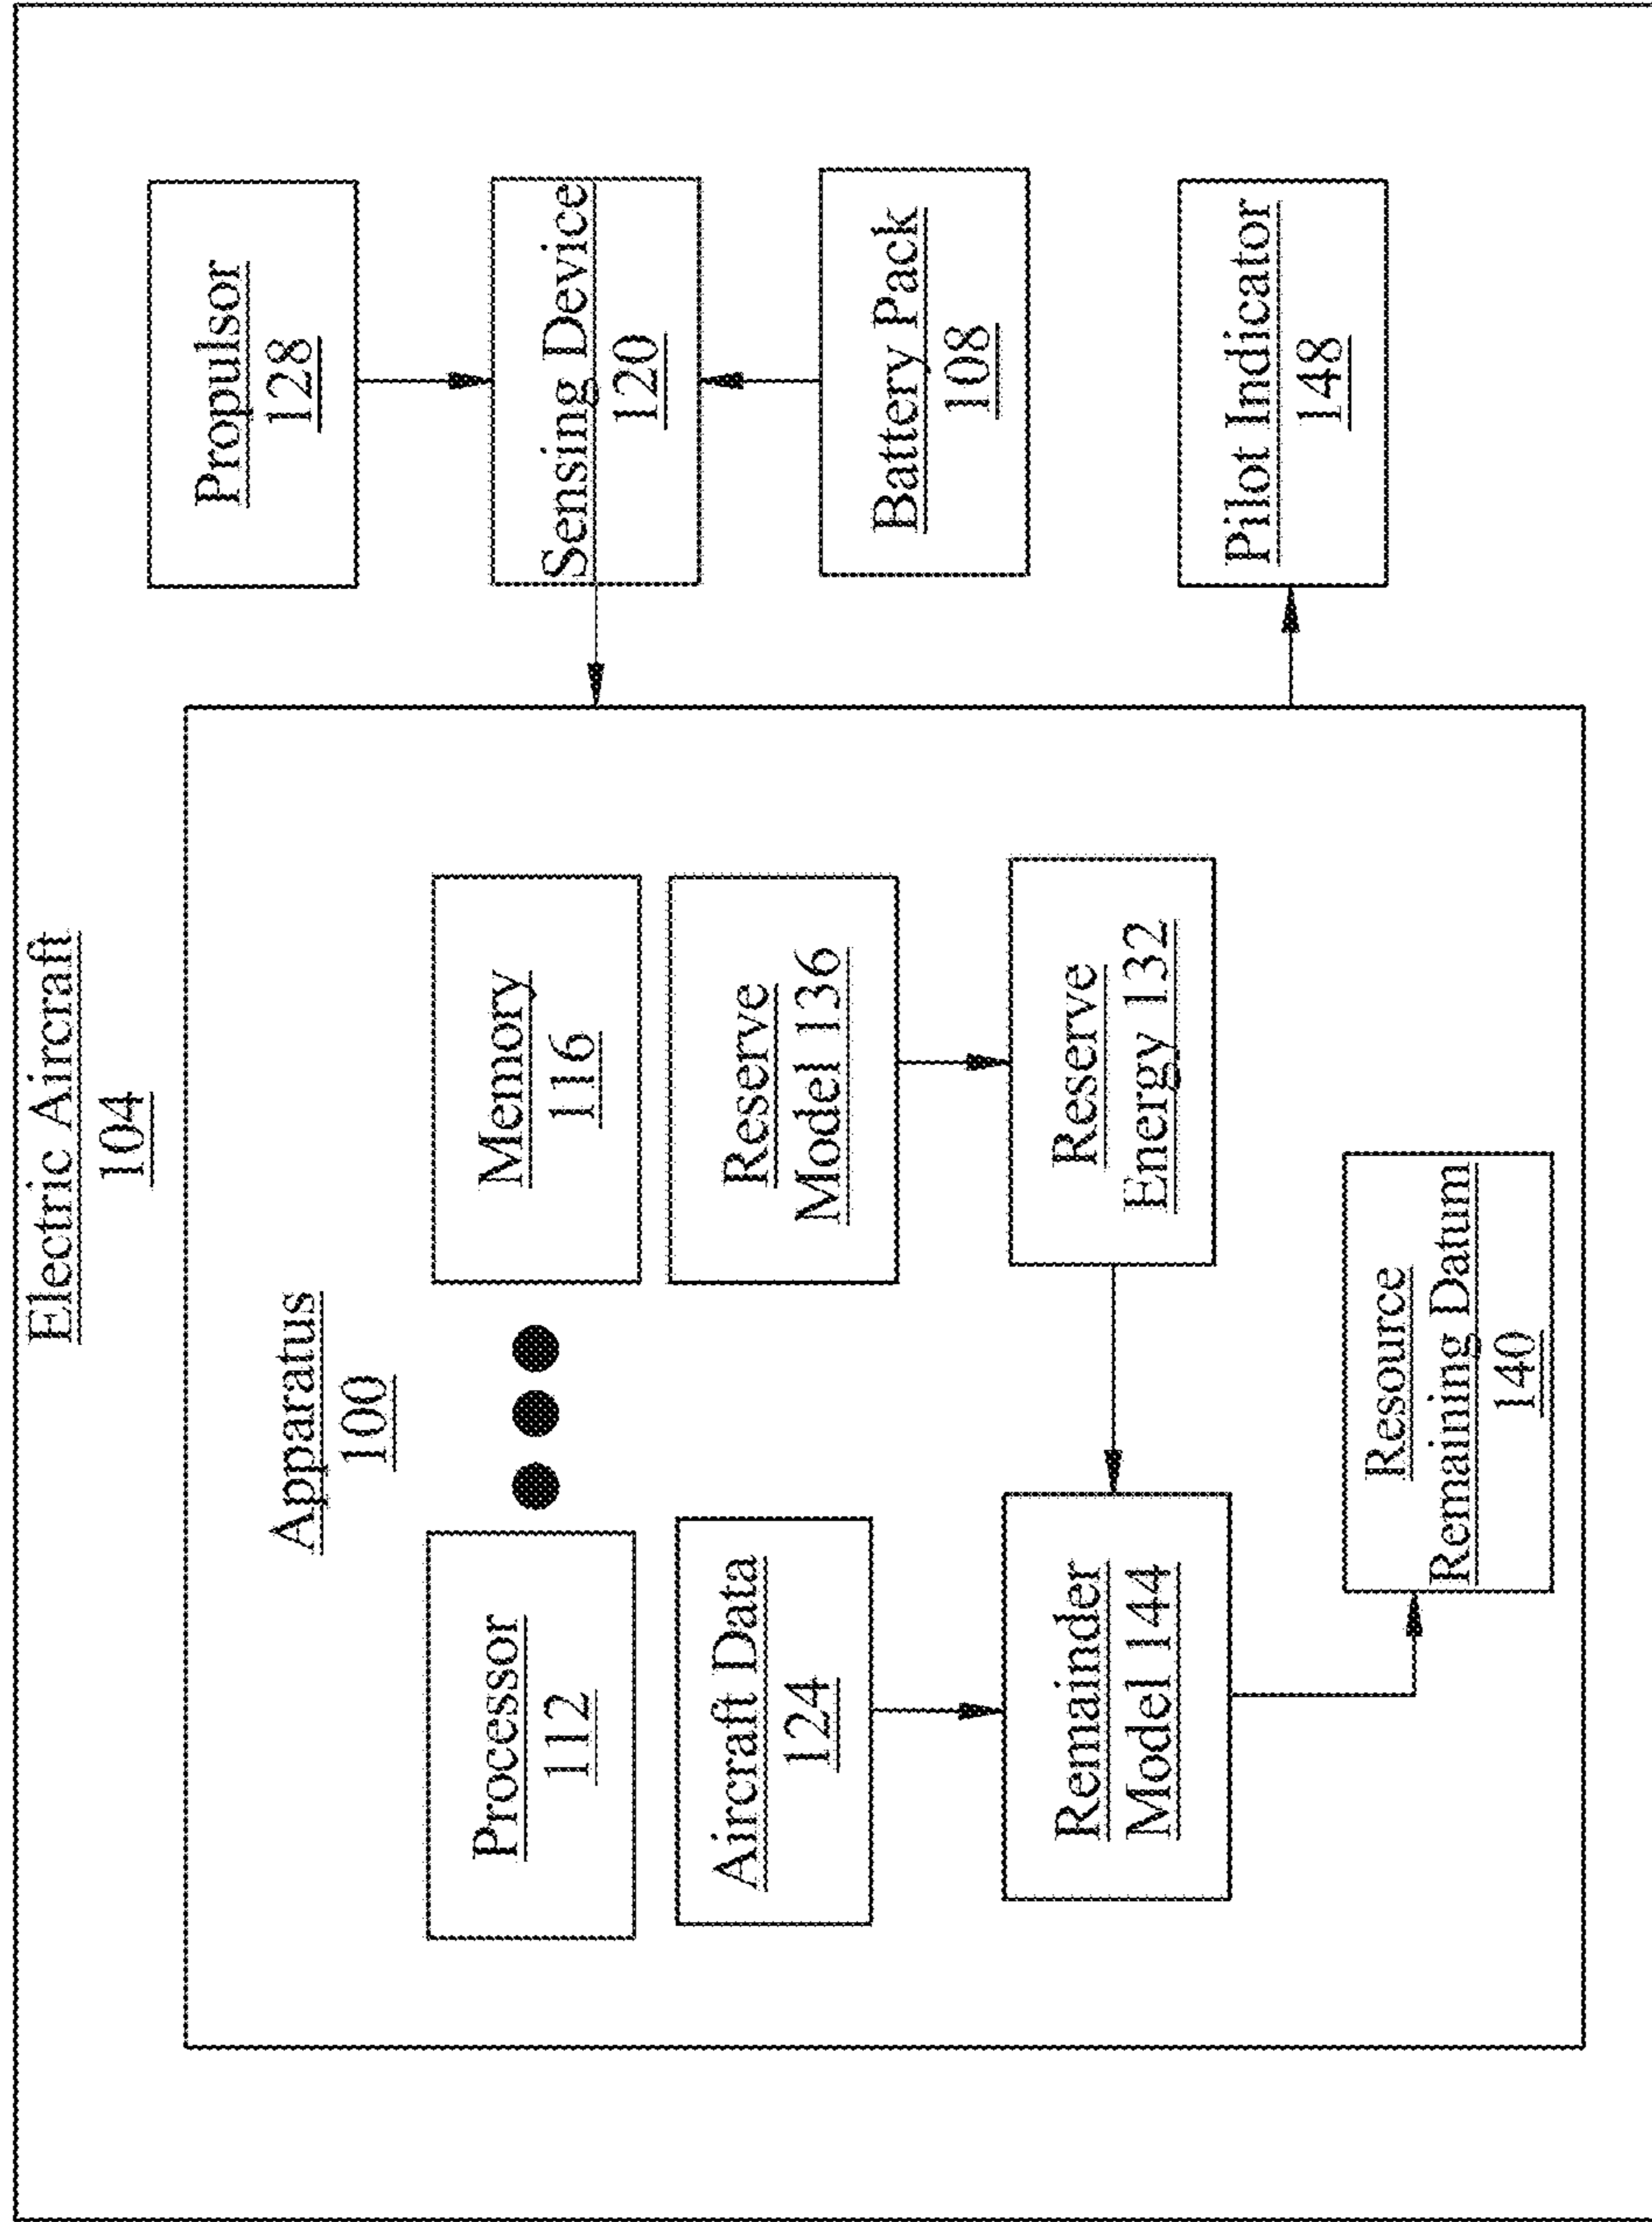 Electric Aircraft
104
Apparatus
100
Processor
112
Memory
116
Propulsor
128
Aircraft Data
124
Reserve
Model 136
Sensing Device
120
Remainder
Model 144
Reserve
Energy 132
Battery Pack
108
Resource
Remaining Datum
140
Pilot Indicator
148